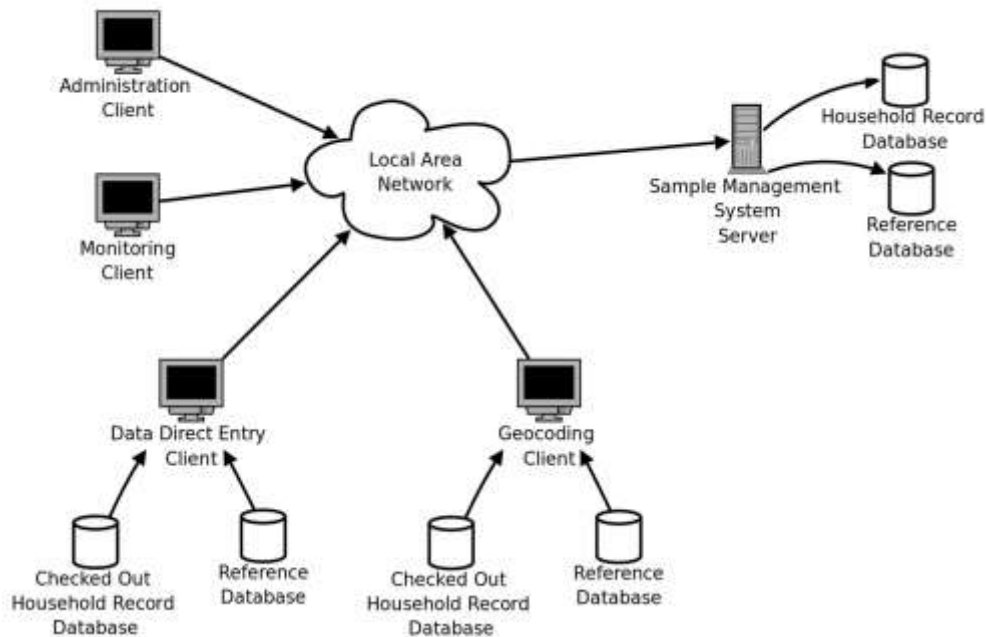 Administration
Client
Household Record
Database
Local Area
Network
Sample Management
System
Server
Monitoring
Client
Reference
Database
Data Direct Entry
Client
Geocoding
Client
Checked Out
Household Record
Database
Reference
Database
Checked Out
Household Record
Database
Reference
Database